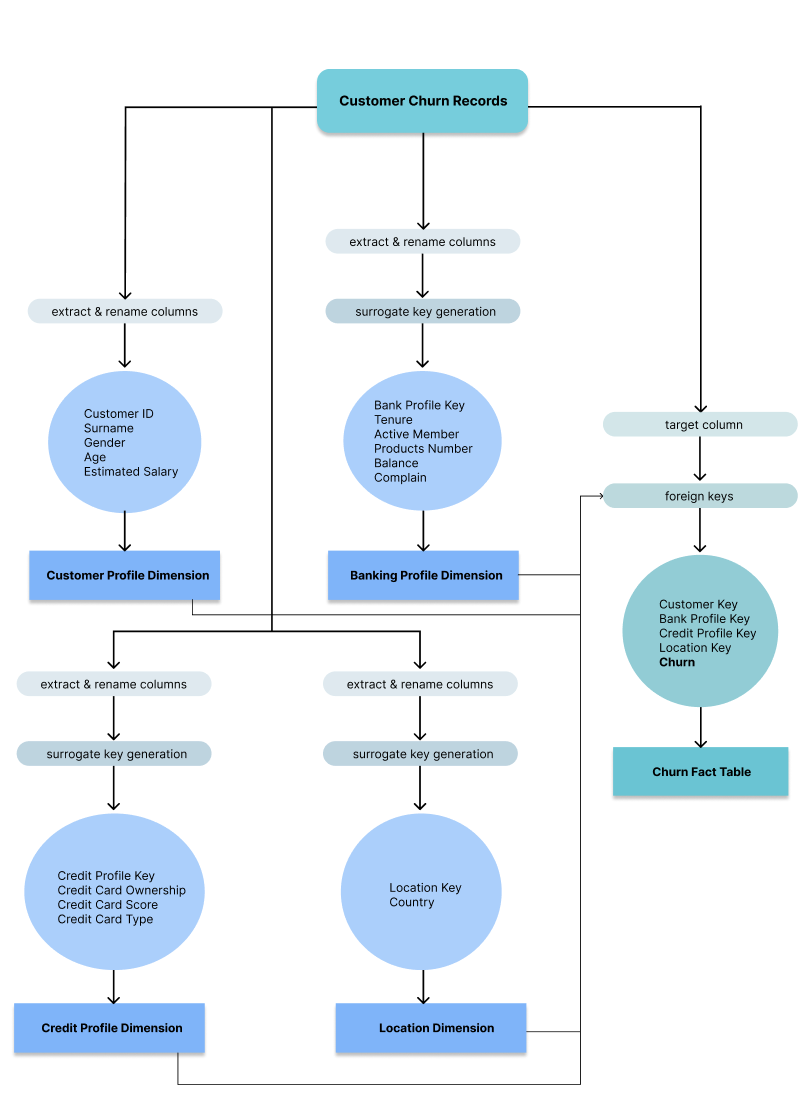 Customer Churn Records
extract & rename columns
surrogate key generation
extract & rename columns
Customer ID
Surname
Gender
Age
Estimated Salary
Customer Profile Dimension
Bank Profile Key
Tenure
Active Member
Products Number
Balance
Complain
Banking Profile Dimension
target column
foreign keys
Customer Key
Bank Profile Key
Credit Profile Key
Location Key
Churn
Churn Fact Table
extract & rename columns
surrogate key generation
Credit Profile Key
Credit Card Ownership
Credit Card Score
Credit Card Type
Credit Profile Dimension
extract & rename columns
surrogate key generation
Location Key
Country
Location Dimension